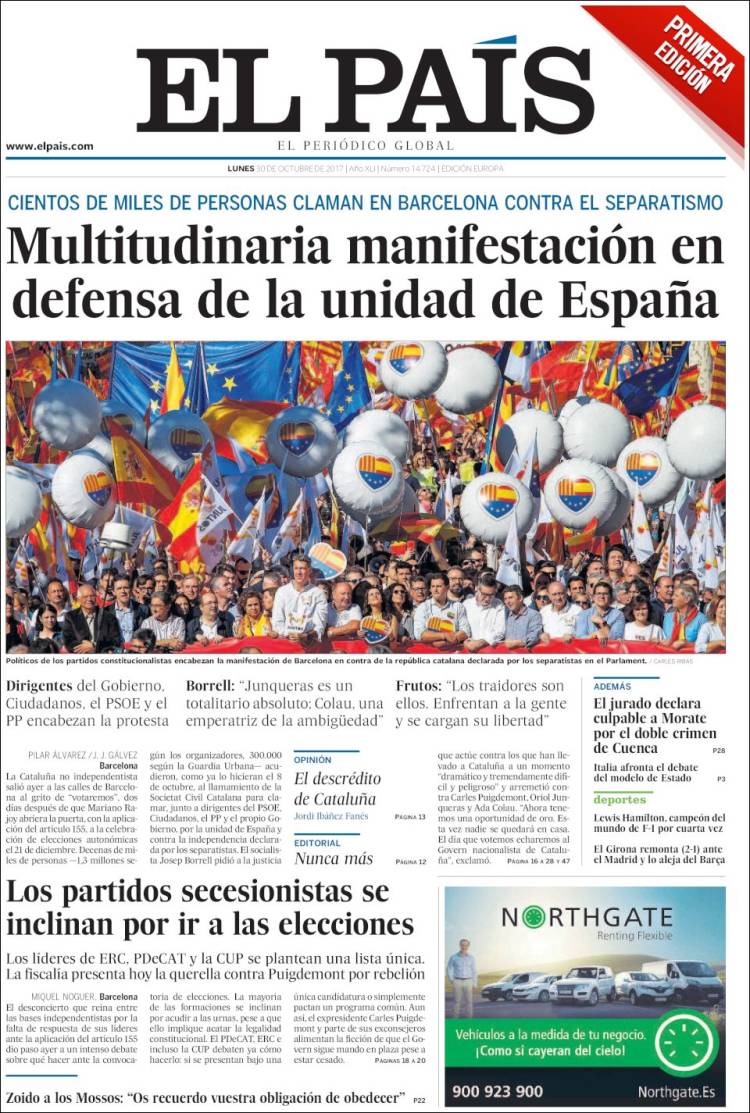 PRIMERA
EDICIÓN
EL PAÍS
www.elpais.com
EL PERIÓDICO GLOBAL
LUNES 30 DE OCTUBRE DE 2017 | Año XLI | Número 14.724 | EDICIÓN EUROPA
CIENTOS DE MILES DE PERSONAS CLAMAN EN BARCELONA CONTRA EL SEPARATISMO
Multitudinaria manifestación en
defensa de la unidad de España
Políticos de los partidos constitucionalistas encabezan la manifestación de Barcelona en contra de la república catalana declarada por los separatistas en el Parlament. / CARLES RIBAS
Dirigentes del Gobierno,
Ciudadanos, el PSOE y el
PP encabezan la protesta
Borrell: “Junqueras es un
totalitario absoluto; Colau, una
emperatriz de la ambigüedad”
Frutos: “Los traidores son
ellos. Enfrentan a la gente
y se cargan su libertad”
PILAR ÁLVAREZ / J. J. GÁLVEZ
Barcelona
La Cataluña no independentista
salió ayer a las calles de Barcelo-
na al grito de “votaremos”, dos
días después de que Mariano Ra-
joy abriera la puerta, con la apli-
cación del artículo 155, a la cele-
bración de elecciones autonómicas
el 21 de diciembre. Decenas de mi-
les de personas —1,3 millones se-
gún los organizadores, 300.000
según la Guardia Urbana— acu-
dieron, como ya lo hicieran el 8
de octubre, al llamamiento de la
Societat Civil Catalana para cla-
mar, junto a dirigentes del PSOE,
Ciudadanos, el PP y el propio Go-
bierno, por la unidad de España y
contra la independencia declara-
da por los separatistas. El socialis-
ta Josep Borrell pidió a la justicia
OPINIÓN
El descrédito
de Cataluña
Jordi Ibáñez Fanés
PÁGINA 13
EDITORIAL
Nunca más
PÁGINA 12
que actúe contra los que han lle-
vado a Cataluña a un momento
“dramático y tremendamente difí-
cil y peligroso” y arremetió con-
tra Carles Puigdemont, Oriol Jun-
queras y Ada Colau. “Ahora te-
nemos una oportunidad de oro. Es-
ta vez nadie se quedará en casa.
El día que votemos echaremos al
Govern nacionalista de Catalu-
ña”, exclamó. PÁGINAS 16 A 28 Y 47
ADEMÁS
El jurado declara
culpable a Morate
por el doble crimen
de Cuenca P28
Italia afronta el debate
del modelo de Estado P3
deportes
Lewis Hamilton, campeón del
mundo de F-1 por cuarta vez
El Girona remonta (2-1) ante
el Madrid y lo aleja del Barça
Los partidos secesionistas se
inclinan por ir a las elecciones
Los líderes de ERC, PDeCAT y la CUP se plantean una lista única.
La fiscalía presenta hoy la querella contra Puigdemont por rebelión
MIQUEL NOGUER, Barcelona
El desconcierto que reina entre
las bases independentistas por la
falta de respuesta de sus líderes
ante la aplicación del artículo 155
dio paso ayer a un intenso debate
sobre qué hacer ante la convoca-
toria de elecciones. La mayoría
de las formaciones se inclinan
por acudir a las urnas, pese a que
ello implique acatar la legalidad
constitucional. El PDeCAT, ERC e
incluso la CUP debaten ya cómo
hacerlo: si se presentan bajo una
única candidatura o simplemente
pactan un programa común. Aun
así, el expresidente Carles Puigde-
mont y parte de sus exconsejeros
alimentan la ficción de que el Go-
vern sigue mandando en plaza pese a
estar cesado. PÁGINAS 18 A 20
Zoido a los Mossos: “Os recuerdo vuestra obligación de obedecer” P22
NORTHGATE
Renting Flexible
Vehículos a la medida de tu negocio.
¡Como si cayeran del cielo!
900 923 900
Northgate.Es